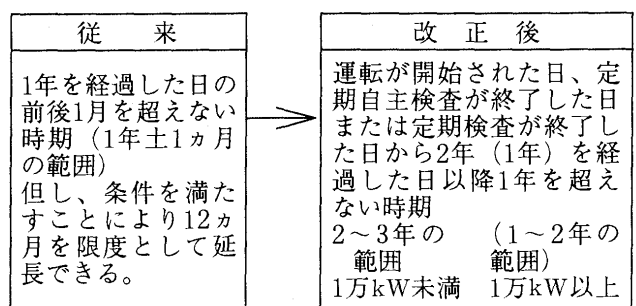 従　来
1年を経過した日の
前後1月を超えない
時期（1年土1ヵ月
の範囲）
但し、条件を満た
すことにより12ヵ
月を限度として延
長できる。
改 正 後
運転が開始された日、定
期自主検査が終了した日
または定期検査が終了し
た日から2年（1年）を経
過した日以降1年を超え
ない時期
2～3年の　（1～2年の
範囲　範囲）
1万kW未満　1万kW以上